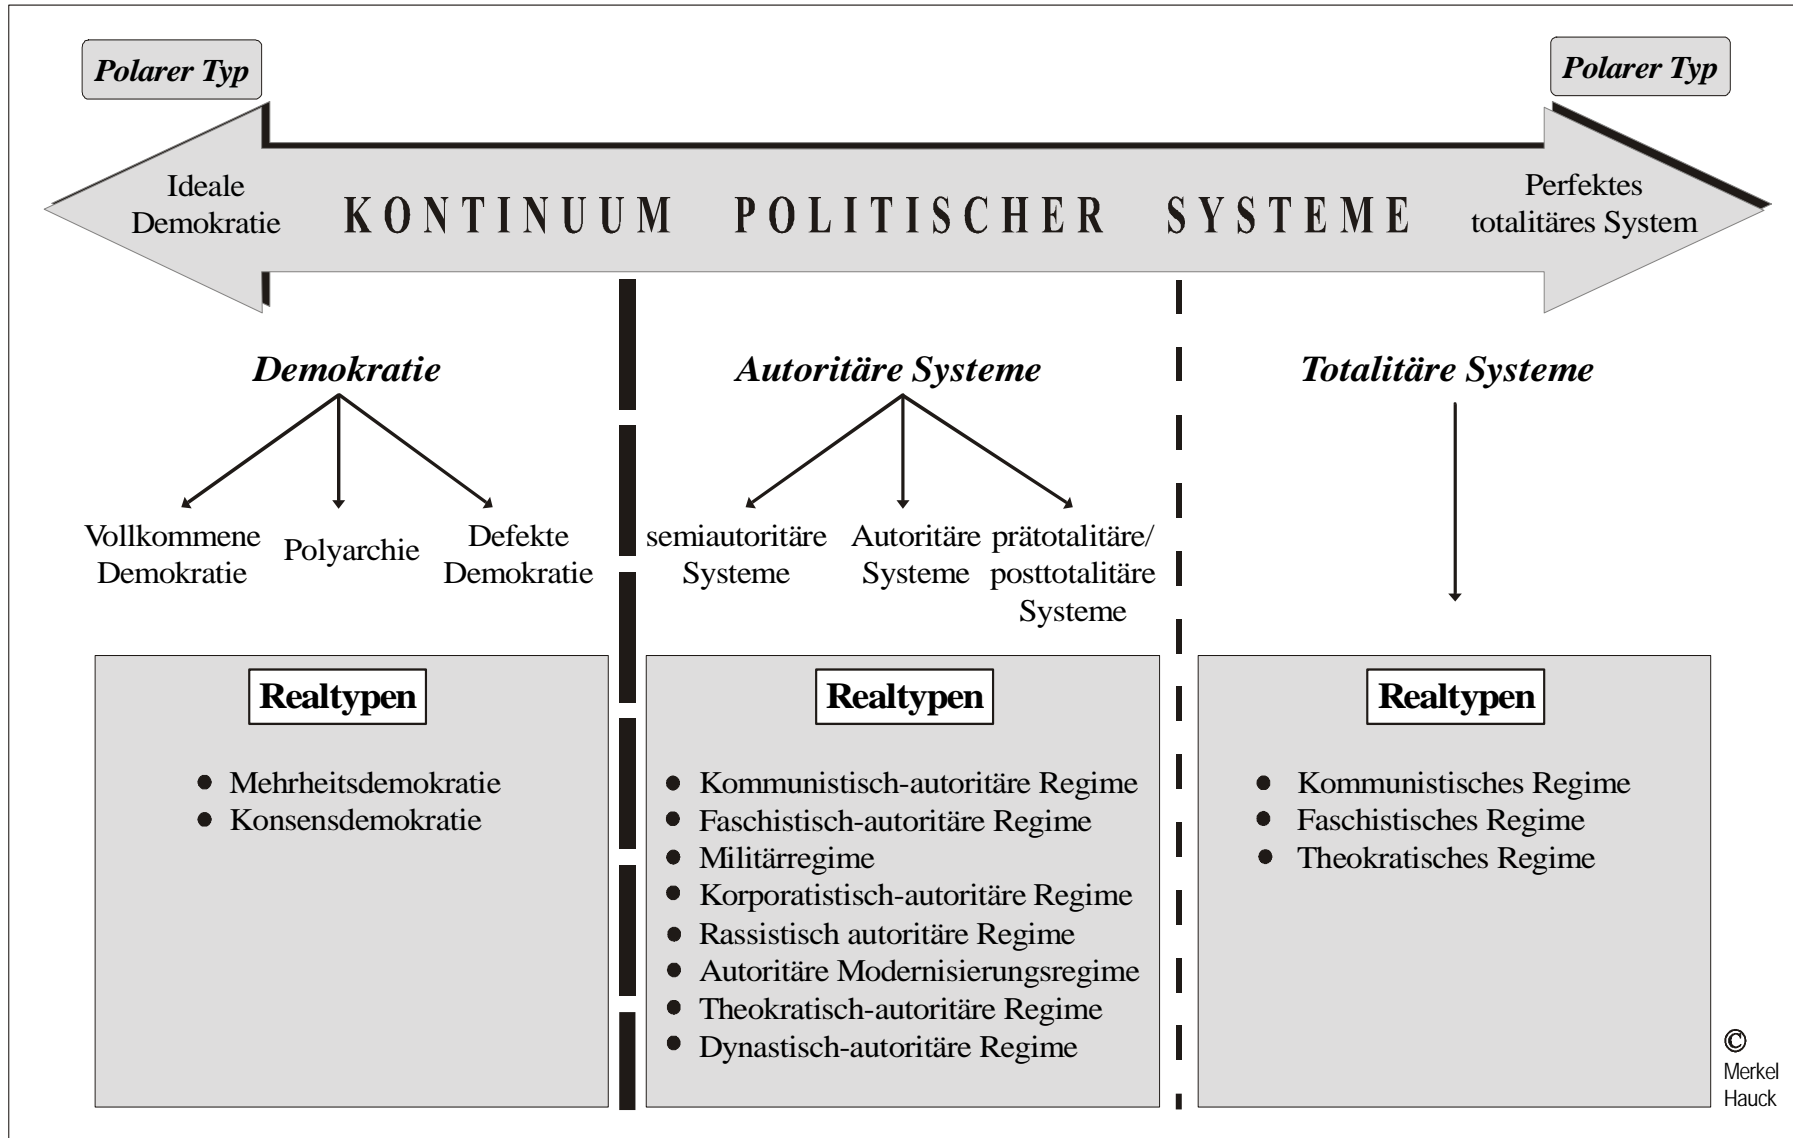 Polarer Typ
Polarer Typ
Ideale
Demokratie
KONTINUUM POLITISCHER SYSTEME
Perfektes
totalitäres System
Demokratie
Autoritäre Systeme
Totalitäre Systeme
Vollkommene
Demokratie
Polyarchie
Defekte
Demokratie
semiautoritäre
Systeme
Autoritäre
Systeme
prätotalitäre/
posttotalitäre
Systeme
Realtypen
• Mehrheitsdemokratie
• Konsensdemokratie
Realtypen
• Kommunistisch-autoritäre Regime
• Faschistisch-autoritäre Regime
• Militärregime
• Korporatistisch-autoritäre Regime
• Rassistisch autoritäre Regime
• Autoritäre Modernisierungsregime
• Theokratisch-autoritäre Regime
• Dynastisch-autoritäre Regime
Realtypen
• Kommunistisches Regime
• Faschistisches Regime
• Theokratisches Regime
©
Merkel
Hauck